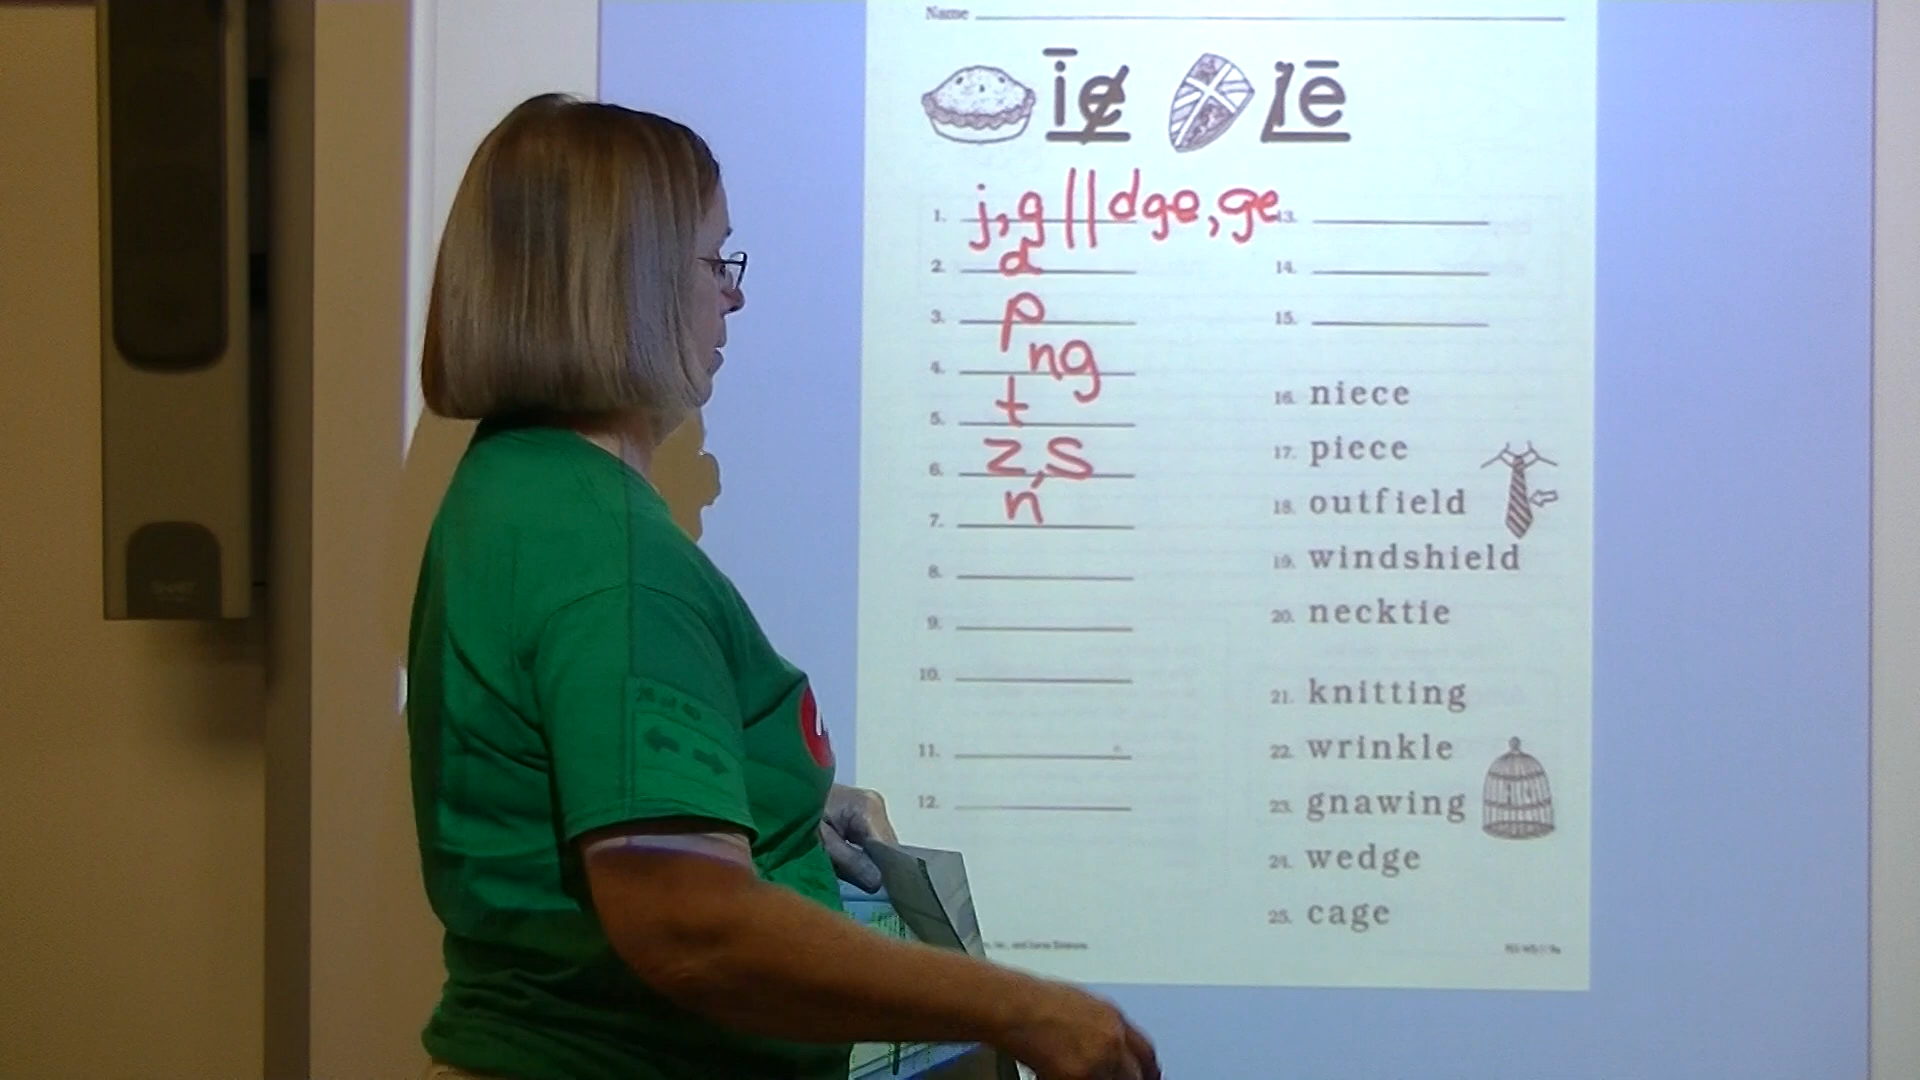 Name
īe īē
1. j, g || dge, ge
2. d
3. p
4. ng
5. t
6. z, s
7. n
8.
9.
10.
11.
12.
13.
14.
15.
16. niece
17. piece
18. outfield
19. windshield
20. necktie
21. knitting
22. wrinkle
23. gnawing
24. wedge
25. cage